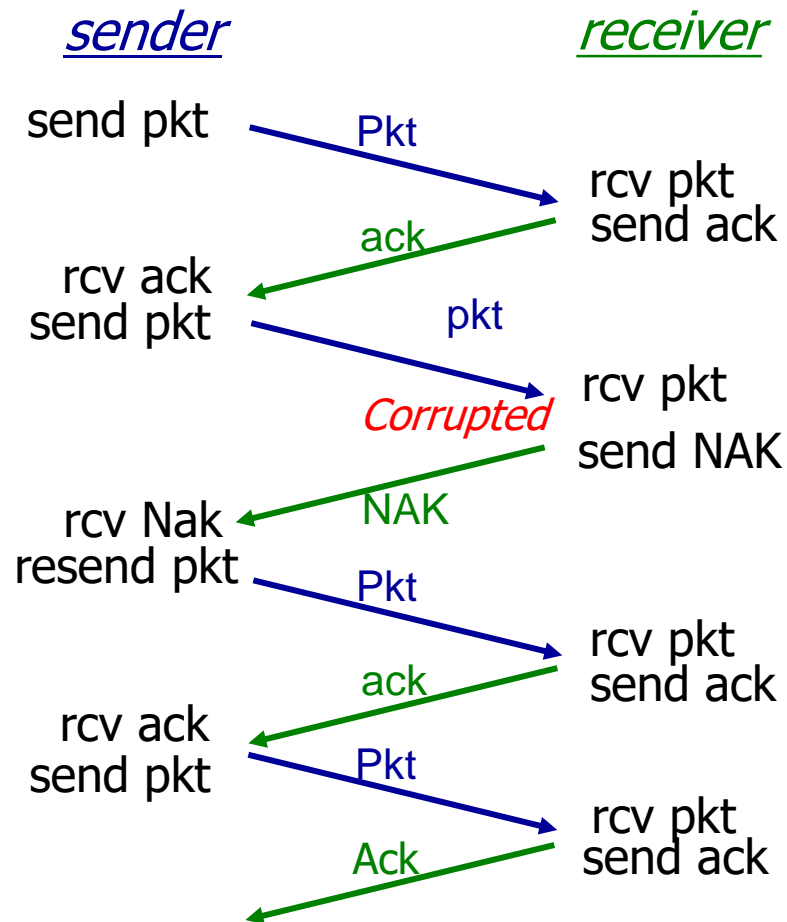 sender
receiver
send pkt
Pkt
rcv pkt
send ack
ack
rcv ack
send pkt
pkt
rcv pkt
Corrupted
send NAK
NAK
rcv Nak
resend pkt
Pkt
rcv pkt
send ack
ack
rcv ack
send pkt
Pkt
rcv pkt
send ack
Ack